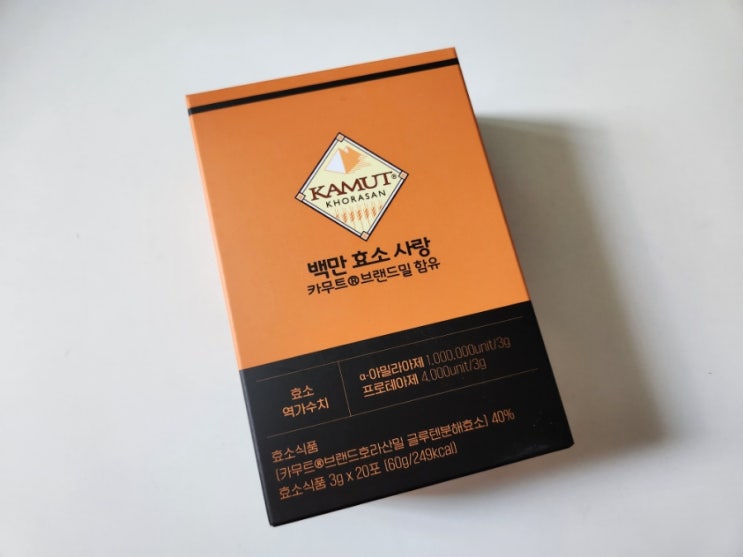 KAMUT®
KHORASAN
백만 효소 사랑
카무트®브랜드밀 함유
효소
역가수치
α-아밀라아제 1,000,000unit/3g
프로테아제 4,000unit/3g
효소식품
[카무트®브랜드호라산밀 글루텐분해효소] 40%
효소식품 3g x 20포 [60g/249kcal]